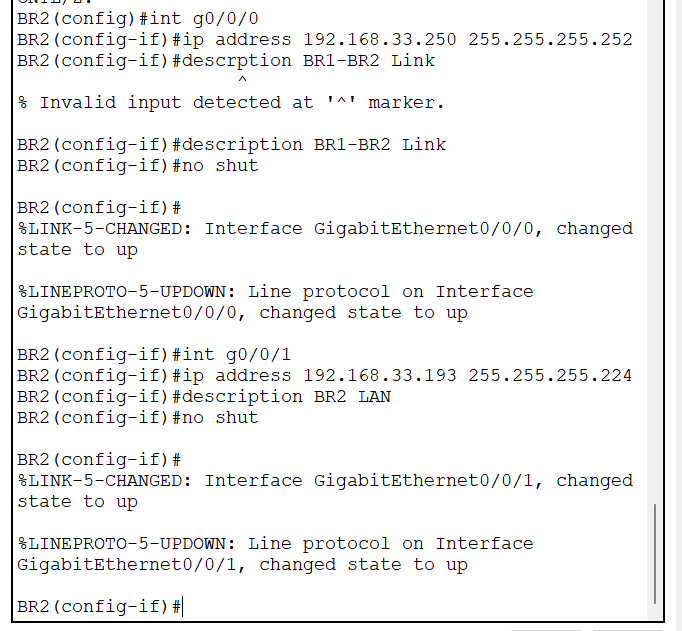 BR2(config)#int g0/0/0
BR2(config-if)#ip address 192.168.33.250 255.255.255.252
BR2(config-if)#descrption BR1-BR2 Link
^
% Invalid input detected at '^' marker.
BR2(config-if)#description BR1-BR2 Link
BR2(config-if)#no shut
BR2(config-if)#
%LINK-5-CHANGED: Interface GigabitEthernet0/0/0, changed
state to up
%LINEPROTO-5-UPDOWN: Line protocol on Interface
GigabitEthernet0/0/0, changed state to up
BR2(config-if)#int g0/0/1
BR2(config-if)#ip address 192.168.33.193 255.255.255.224
BR2(config-if)#description BR2 LAN
BR2(config-if)#no shut
BR2(config-if)#
%LINK-5-CHANGED: Interface GigabitEthernet0/0/1, changed
state to up
%LINEPROTO-5-UPDOWN: Line protocol on Interface
GigabitEthernet0/0/1, changed state to up
BR2(config-if)#